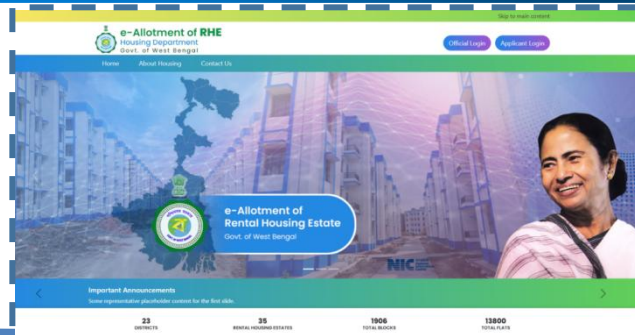 Skip to main content
e-Allotment of RHE
Housing Department
Govt. of West Bengal
Official Login
Applicant Login
Home
About Housing
Contact Us
e-Allotment of
Rental Housing Estate
Govt. of West Bengal
NIC
Important Announcements
Some representative placeholder content for the first slide.
23
DISTRICTS
35
RENTAL HOUSING ESTATES
1906
TOTAL BLOCKS
13800
TOTAL FLATS